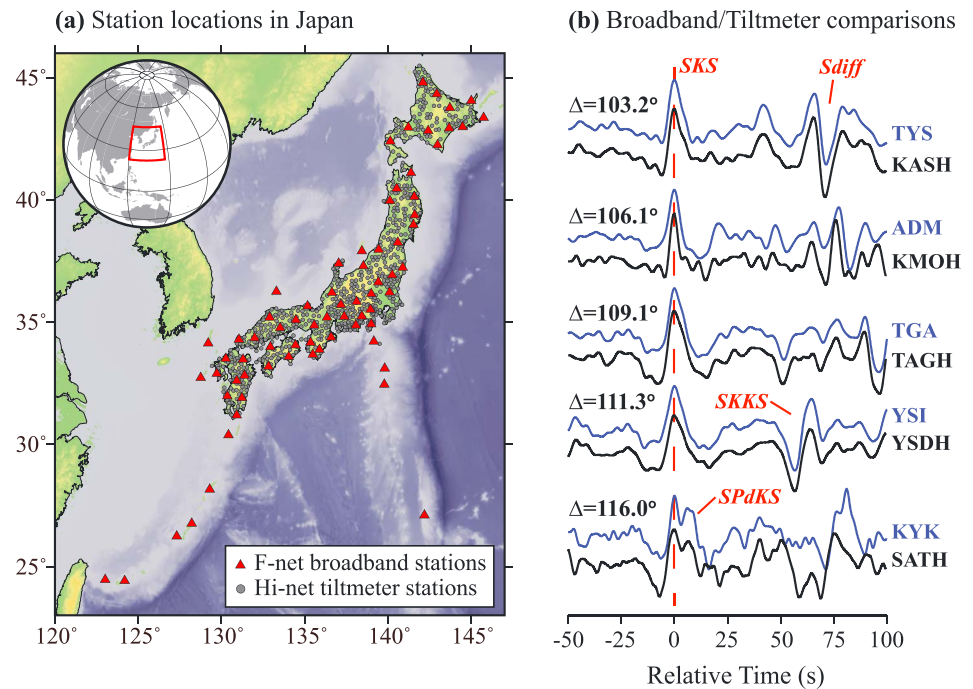 (a) Station locations in Japan
45°
40°
35°
30°
25°
120°
125°
130°
135°
140°
145°
F-net broadband stations
Hi-net tiltmeter stations
(b) Broadband/Tiltmeter comparisons
SKS
Sdiff
Δ=103.2°
TYS
KASH
Δ=106.1°
ADM
KMOH
Δ=109.1°
TGA
TAGH
Δ=111.3°
SKKS
YSI
YSDH
Δ=116.0°
SPdKS
KYK
SATH
-50
-25
0
25
50
75
100
Relative Time (s)